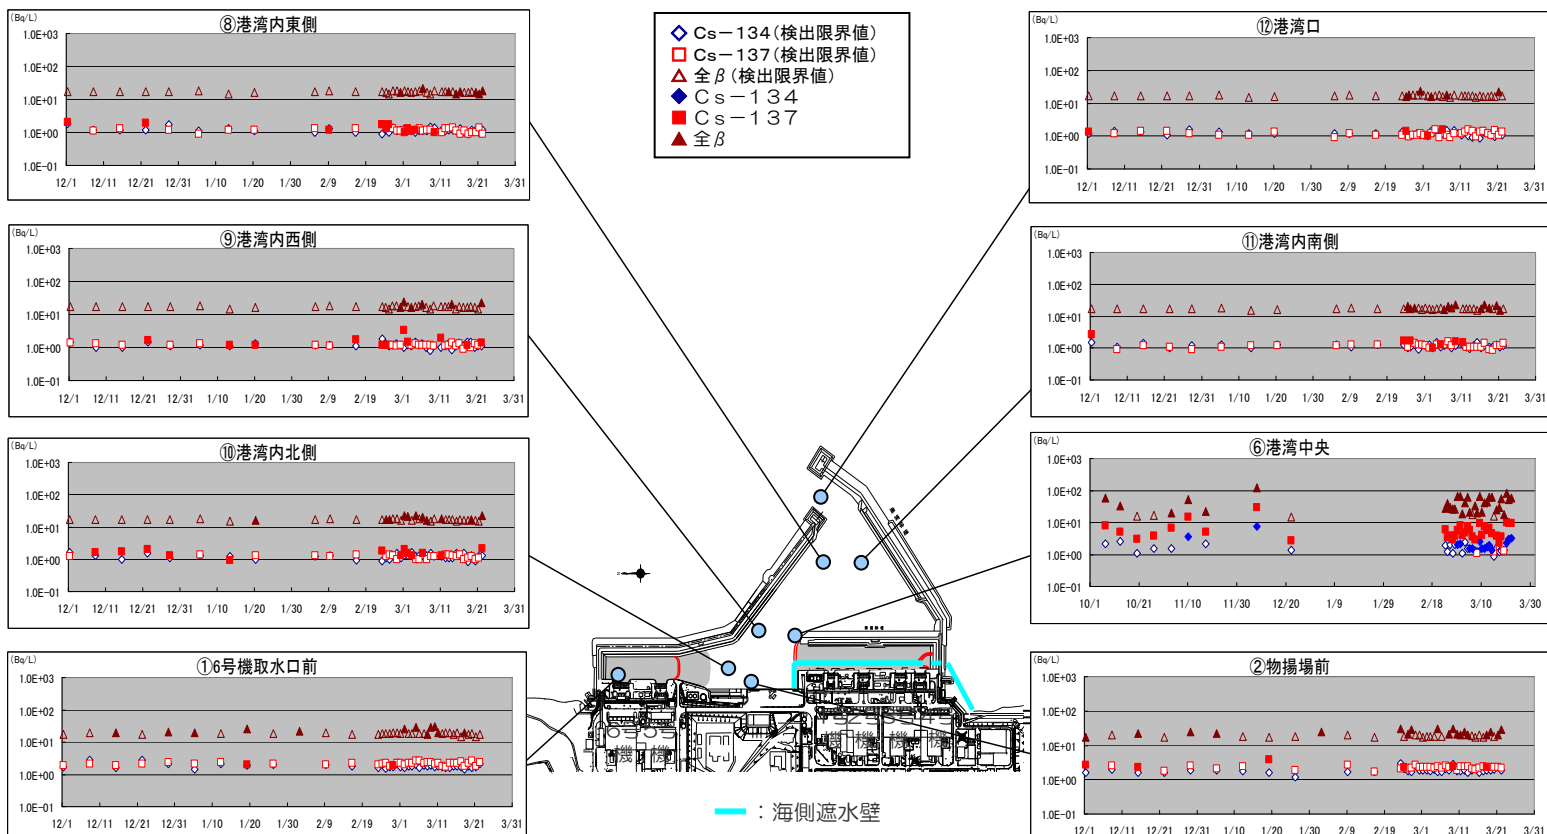 (Bq/L)
⑧港湾内東側
1.0E+03
1.0E+02
1.0E+01
1.0E+00
1.0E-01
12/1 12/11 12/21 12/31 1/10 1/20 1/30 2/9 2/19 3/1 3/11 3/21 3/31
(Bq/L)
⑨港湾内西側
1.0E+03
1.0E+02
1.0E+01
1.0E+00
1.0E-01
12/1 12/11 12/21 12/31 1/10 1/20 1/30 2/9 2/19 3/1 3/11 3/21 3/31
(Bq/L)
⑩港湾内北側
1.0E+03
1.0E+02
1.0E+01
1.0E+00
1.0E-01
12/1 12/11 12/21 12/31 1/10 1/20 1/30 2/9 2/19 3/1 3/11 3/21 3/31
(Bq/L)
①6号機取水口前
1.0E+03
1.0E+02
1.0E+01
1.0E+00
1.0E-01
12/1 12/11 12/21 12/31 1/10 1/20 1/30 2/9 2/19 3/1 3/11 3/21 3/31
Cs-134(検出限界値)
Cs-137(検出限界値)
全β(検出限界値)
Cs-134
Cs-137
全β
6号機
5号機
：海側遮水壁
(Bq/L)
⑫港湾口
1.0E+03
1.0E+02
1.0E+01
1.0E+00
1.0E-01
12/1 12/11 12/21 12/31 1/10 1/20 1/30 2/9 2/19 3/1 3/11 3/21 3/31
(Bq/L)
⑪港湾内南側
1.0E+03
1.0E+02
1.0E+01
1.0E+00
1.0E-01
12/1 12/11 12/21 12/31 1/10 1/20 1/30 2/9 2/19 3/1 3/11 3/21 3/31
(Bq/L)
⑥港湾中央
1.0E+03
1.0E+02
1.0E+01
1.0E+00
1.0E-01
10/1 10/21 11/10 11/30 12/20 1/9 1/29 2/18 3/10 3/30
(Bq/L)
②物揚場前
1.0E+03
1.0E+02
1.0E+01
1.0E+00
1.0E-01
12/1 12/11 12/21 12/31 1/10 1/20 1/30 2/9 2/19 3/1 3/11 3/21 3/31